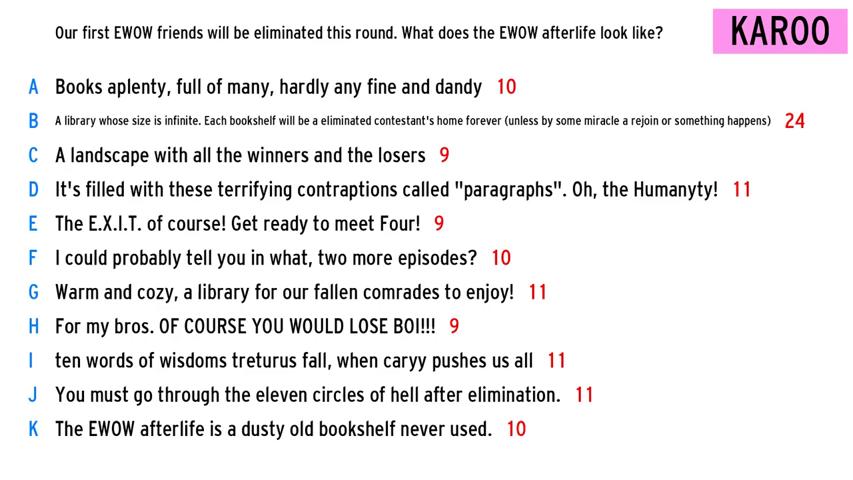 Our first EWOW friends will be eliminated this round. What does the EWOW afterlife look like? KAROO
A Books aplenty, full of many, hardly any fine and dandy 10
B A library whose size is infinite. Each bookshelf will be a eliminated contestant's home forever (unless by some miracle a rejoin or something happens) 24
C A landscape with all the winners and the losers 9
D It's filled with these terrifying contraptions called "paragraphs". Oh, the Humanyty! 11
E The E.X.I.T. of course! Get ready to meet Four! 9
F I could probably tell you in what, two more episodes? 10
G Warm and cozy, a library for our fallen comrades to enjoy! 11
H For my bros. OF COURSE YOU WOULD LOSE BOI!!! 9
I ten words of wisdoms treturus fall, when caryy pushes us all 11
J You must go through the eleven circles of hell after elimination. 11
K The EWOW afterlife is a dusty old bookshelf never used. 10